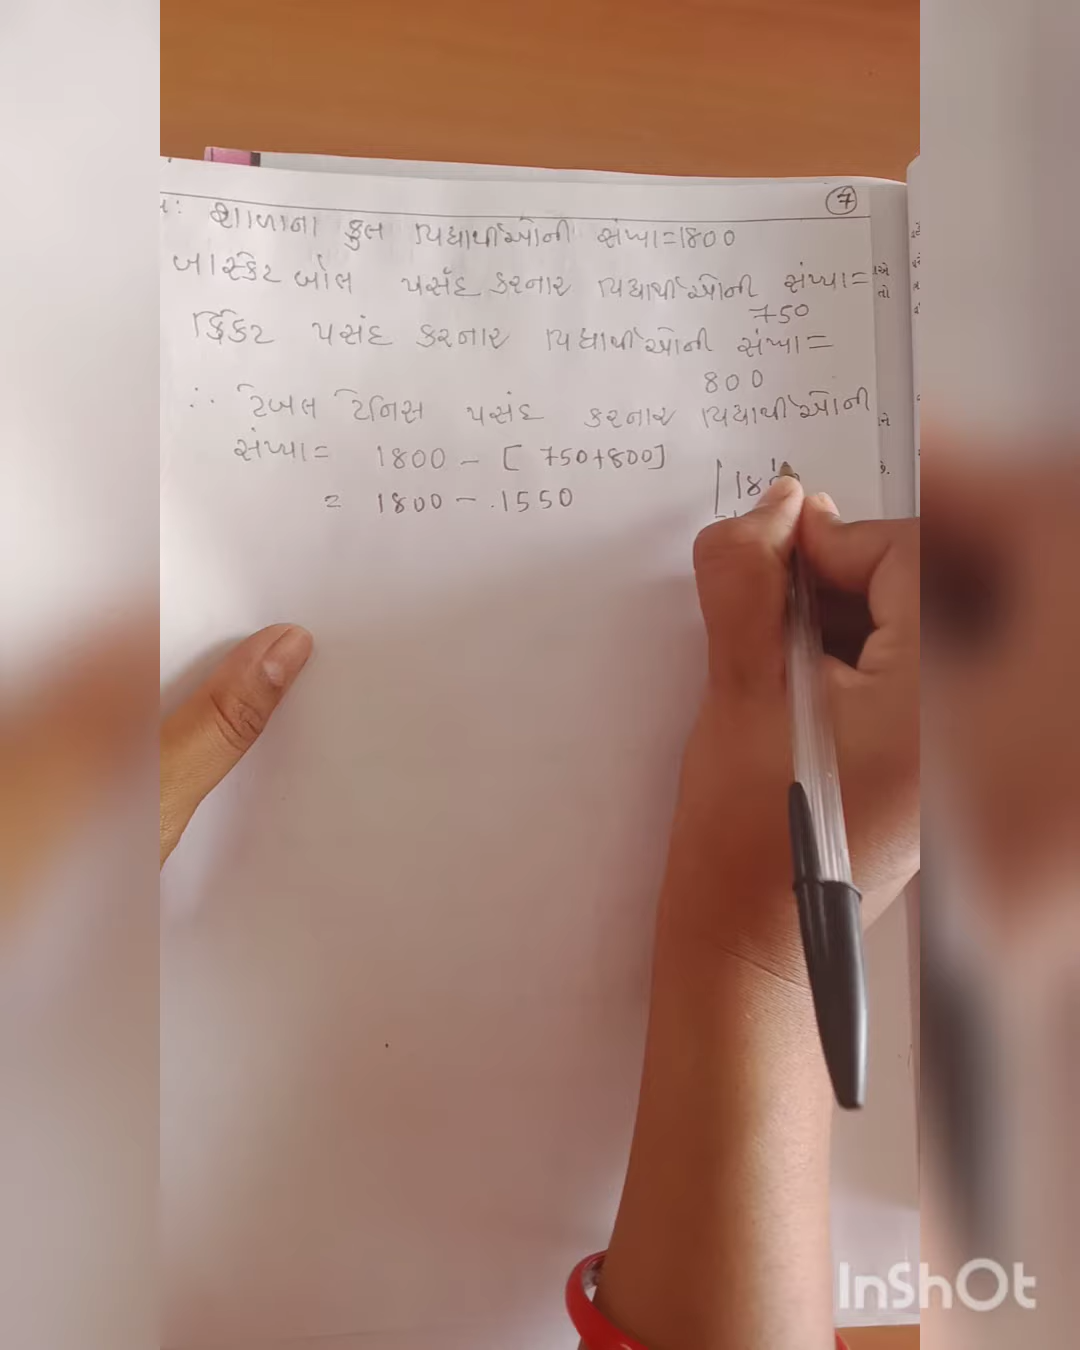 7
શાળાના કુલ વિદ્યાર્થીઓની સંખ્યા=1800
બાસ્કેટ બોલ પસંદ કરનાર વિદ્યાર્થીઓની સંખ્યા=
750
ક્રિકેટ પસંદ કરનાર વિદ્યાર્થીઓની સંખ્યા=
800
∴ ટેબલ ટેનિસ પસંદ કરનાર વિદ્યાર્થીઓની
સંખ્યા= 1800 - [ 750+800]
= 1800 - .1550
InShOt